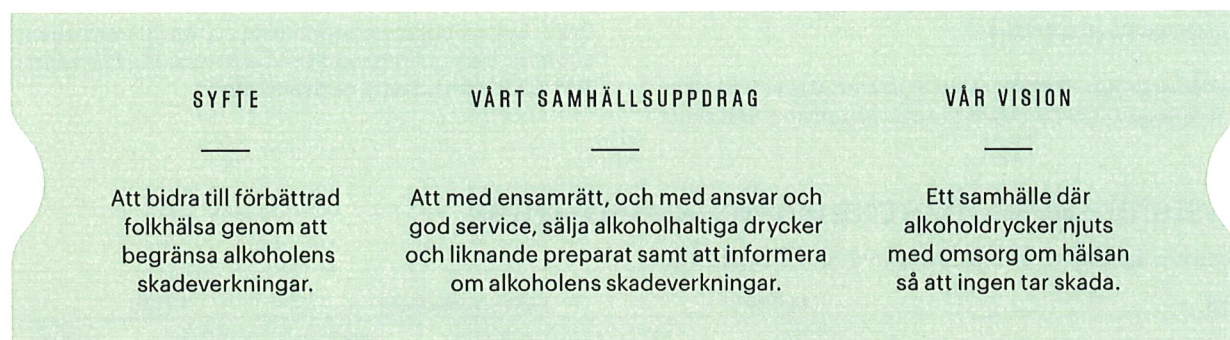 SYFTE
Att bidra till förbättrad
folkhälsa genom att
begränsa alkoholens
skadeverkningar.
VÅRT SAMHÄLLSUPPDRAG
Att med ensamrätt, och med ansvar och
god service, sälja alkoholhaltiga drycker
och liknande preparat samt att informera
om alkoholens skadeverkningar.
VÅR VISION
Ett samhälle där
alkoholdrycker njuts
med omsorg om hälsan
så att ingen tar skada.